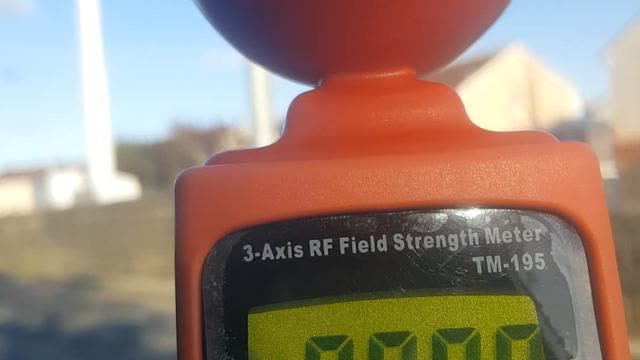 3-Axis RF Field Strength Meter
TM-195